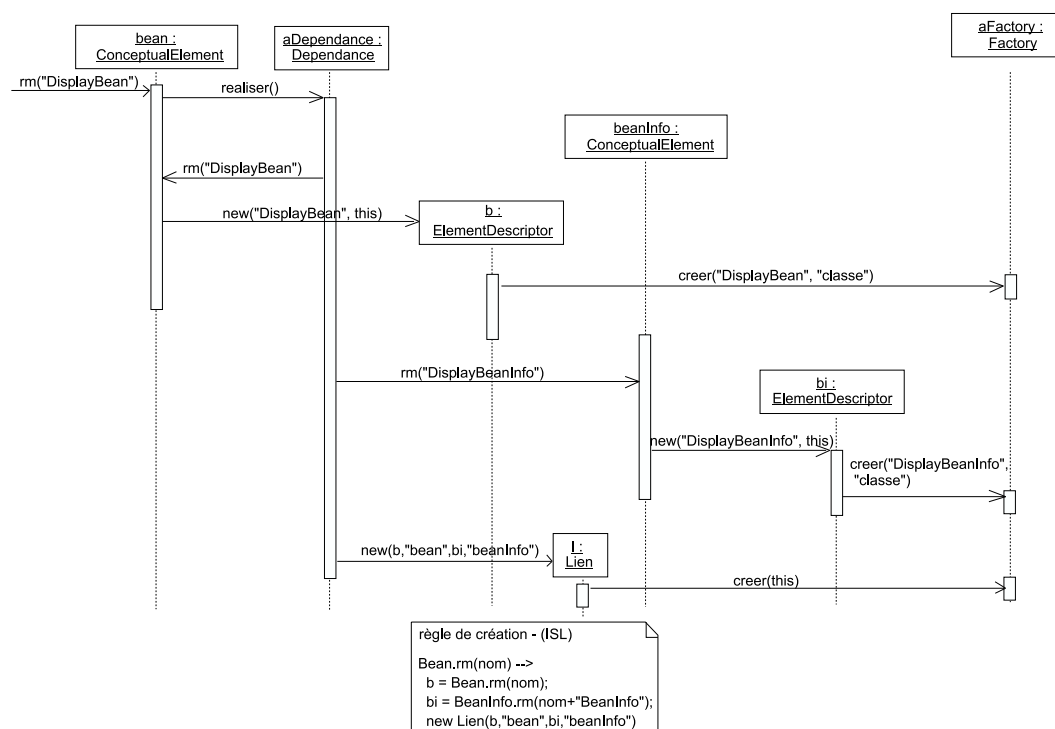 bean :
ConceptualElement
aDependance :
Dependance
aFactory :
Factory
rm("DisplayBean")
realiser()
beanInfo :
ConceptualElement
rm("DisplayBean")
new("DisplayBean", this)
b :
ElementDescriptor
creer("DisplayBean", "classe")
rm("DisplayBeanInfo")
bi :
ElementDescriptor
new("DisplayBeanInfo", this)
creer("DisplayBeanInfo",
"classe")
new(b,"bean",bi,"beanInfo")
l :
Lien
creer(this)
règle de création - (ISL)
Bean.rm(nom) -->
b = Bean.rm(nom);
bi = BeanInfo.rm(nom+"BeanInfo");
new Lien(b,"bean",bi,"beanInfo")